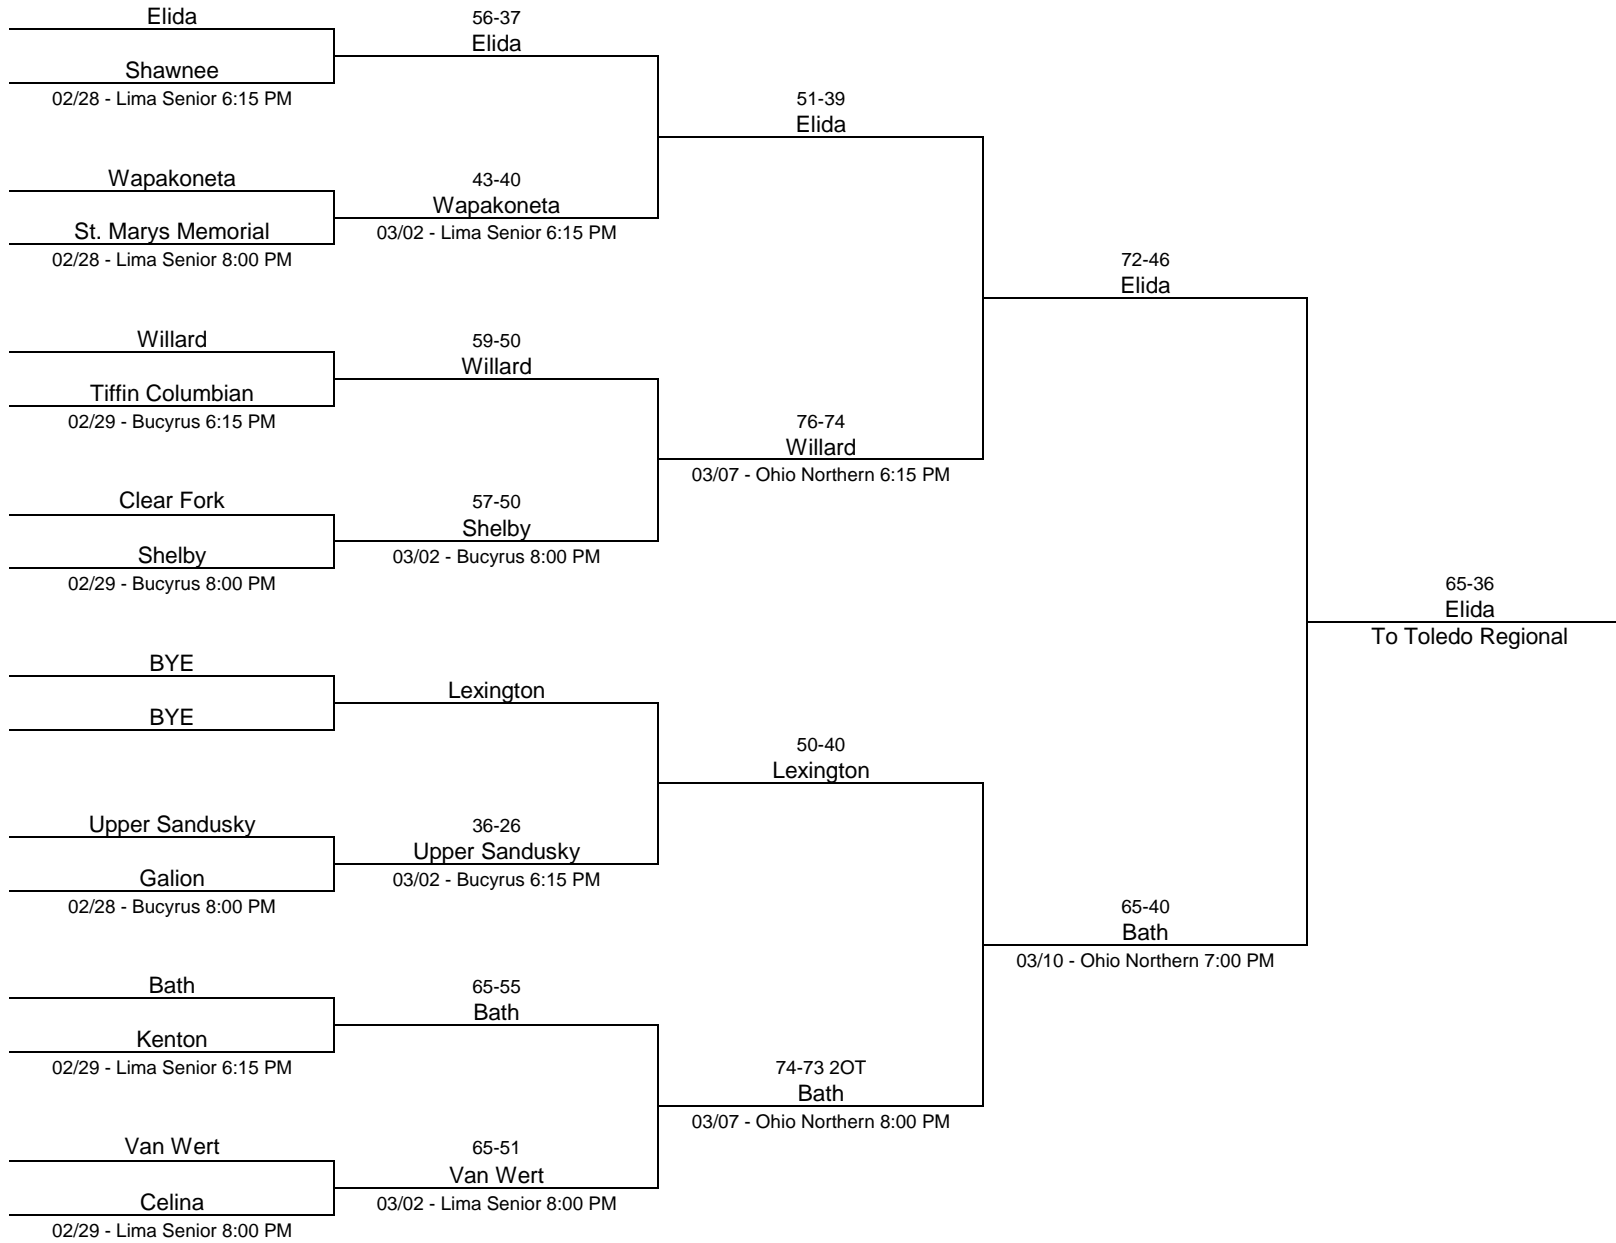 Elida
Shawnee
02/28 - Lima Senior 6:15 PM
Wapakoneta
St. Marys Memorial
02/28 - Lima Senior 8:00 PM
Willard
Tiffin Columbian
02/29 - Bucyrus 6:15 PM
Clear Fork
Shelby
02/29 - Bucyrus 8:00 PM
BYE
BYE
Upper Sandusky
Galion
02/28 - Bucyrus 8:00 PM
Bath
Kenton
02/29 - Lima Senior 6:15 PM
Van Wert
Celina
02/29 - Lima Senior 8:00 PM
56-37
Elida
43-40
Wapakoneta
03/02 - Lima Senior 6:15 PM
59-50
Willard
57-50
Shelby
03/02 - Bucyrus 8:00 PM
Lexington
36-26
Upper Sandusky
03/02 - Bucyrus 6:15 PM
65-55
Bath
65-51
Van Wert
03/02 - Lima Senior 8:00 PM
51-39
Elida
76-74
Willard
03/07 - Ohio Northern 6:15 PM
50-40
Lexington
74-73 2OT
Bath
03/07 - Ohio Northern 8:00 PM
72-46
Elida
65-40
Bath
03/10 - Ohio Northern 7:00 PM
65-36
Elida
To Toledo Regional